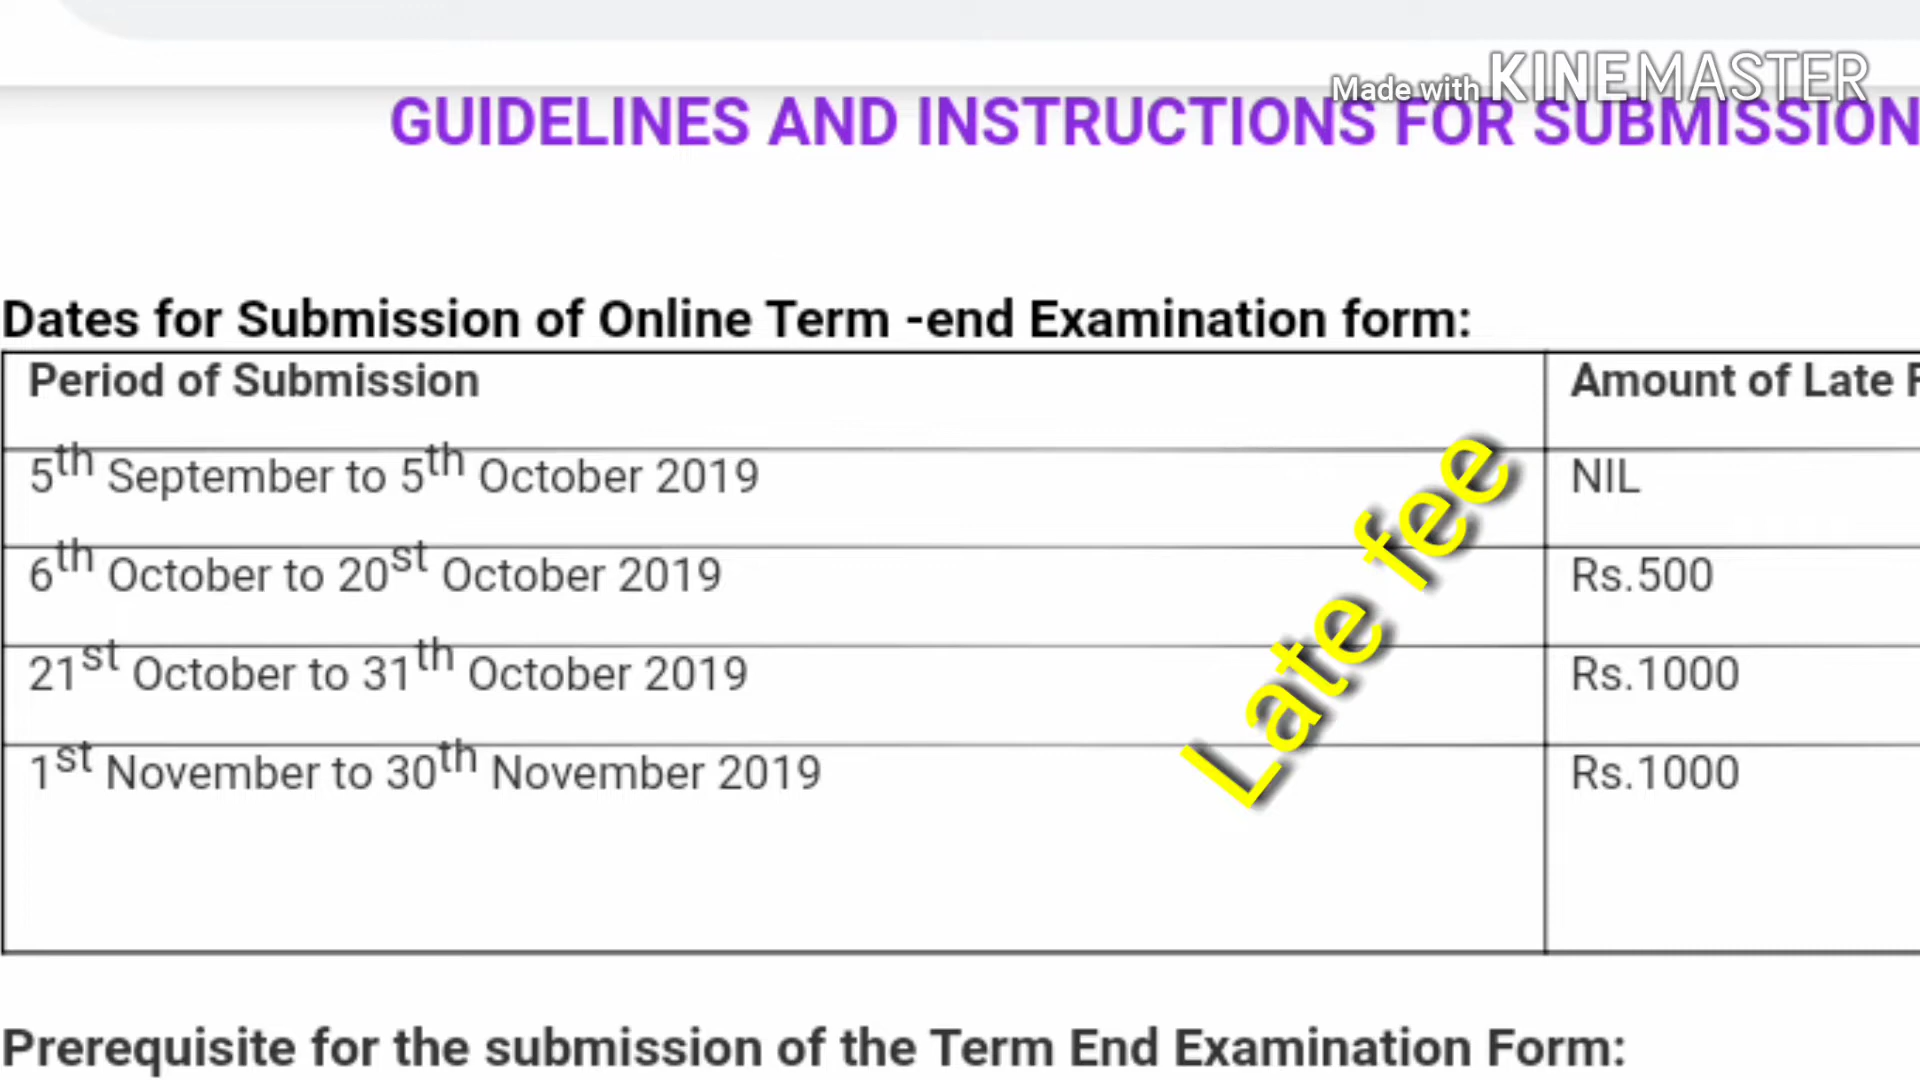 Made with KINEMASTER
GUIDELINES AND INSTRUCTIONS FOR SUBMISSION
Dates for Submission of Online Term -end Examination form:
Period of Submission Amount of Late F
5th September to 5th October 2019 NIL
6th October to 20st October 2019 Rs.500
21st October to 31th October 2019 Rs.1000
1st November to 30th November 2019 Rs.1000
Late fee
Prerequisite for the submission of the Term End Examination Form: